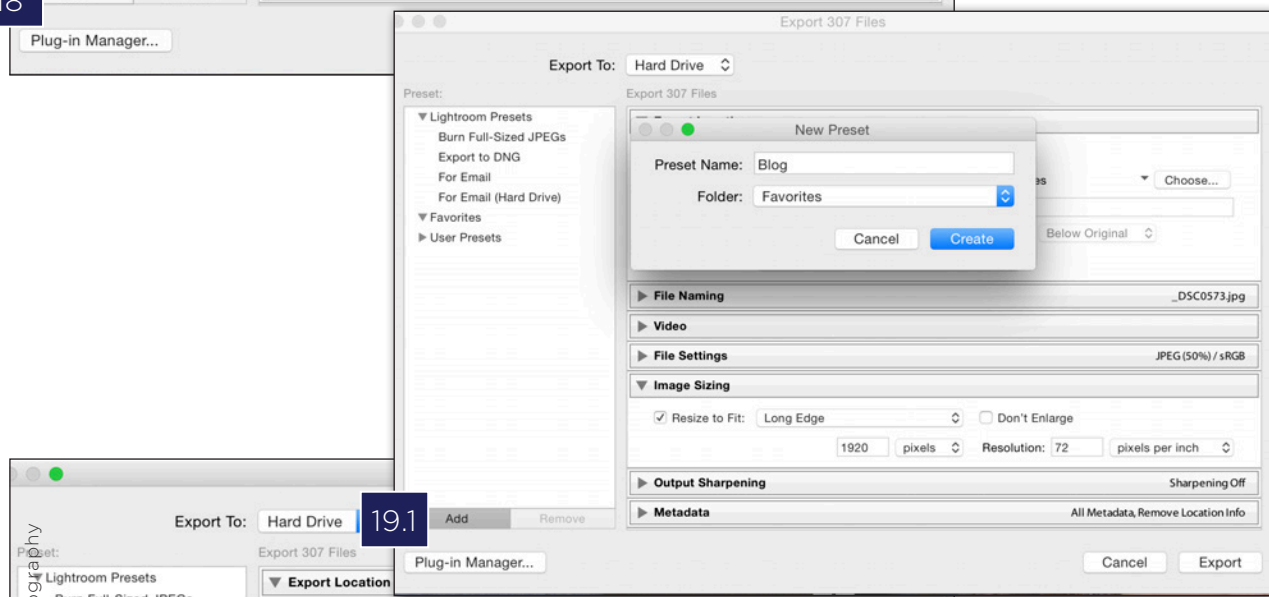 18
Plug-in Manager...
Export 307 Files
Export To: Hard Drive
Preset:
Export 307 Files
Lightroom Presets
Burn Full-Sized JPEGs
Export to DNG
For Email
For Email (Hard Drive)
Favorites
User Presets
New Preset
Preset Name: Blog
Folder: Favorites
Cancel Create
Choose...
Below Original
File Naming _DSC0573.jpg
Video
File Settings JPEG (50%) / sRGB
Image Sizing
Resize to Fit: Long Edge Don't Enlarge
1920 pixels Resolution: 72 pixels per inch
Output Sharpening Sharpening Off
Metadata All Metadata, Remove Location Info
Add Remove
Plug-in Manager... Cancel Export
19.1
Export To: Hard Drive
Preset:
Export 307 Files
Lightroom Presets
Export Location